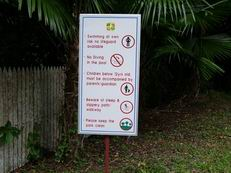 Swimming at own
risk no lifeguard
available
No Diving
in the pool
Children below 12yrs old
must be accompanied by
parents/guardian
Beware of steep &
slippery path/
walkway
Please keep the
park clean